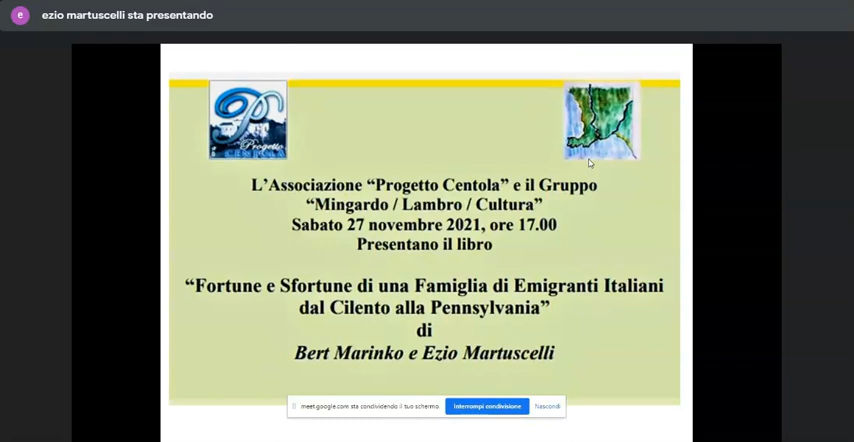 e
ezio martuscelli sta presentando
Progetto
CENTOLA
L'Associazione “Progetto Centola” e il Gruppo
“Mingardo / Lambro / Cultura”
Sabato 27 novembre 2021, ore 17.00
Presentano il libro
“Fortune e Sfortune di una Famiglia di Emigranti Italiani
dal Cilento alla Pennsylvania”
di
Bert Marinko e Ezio Martuscelli
meet.google.com sta condividendo il tuo schermo.
Interrompi condivisione
Nascondi